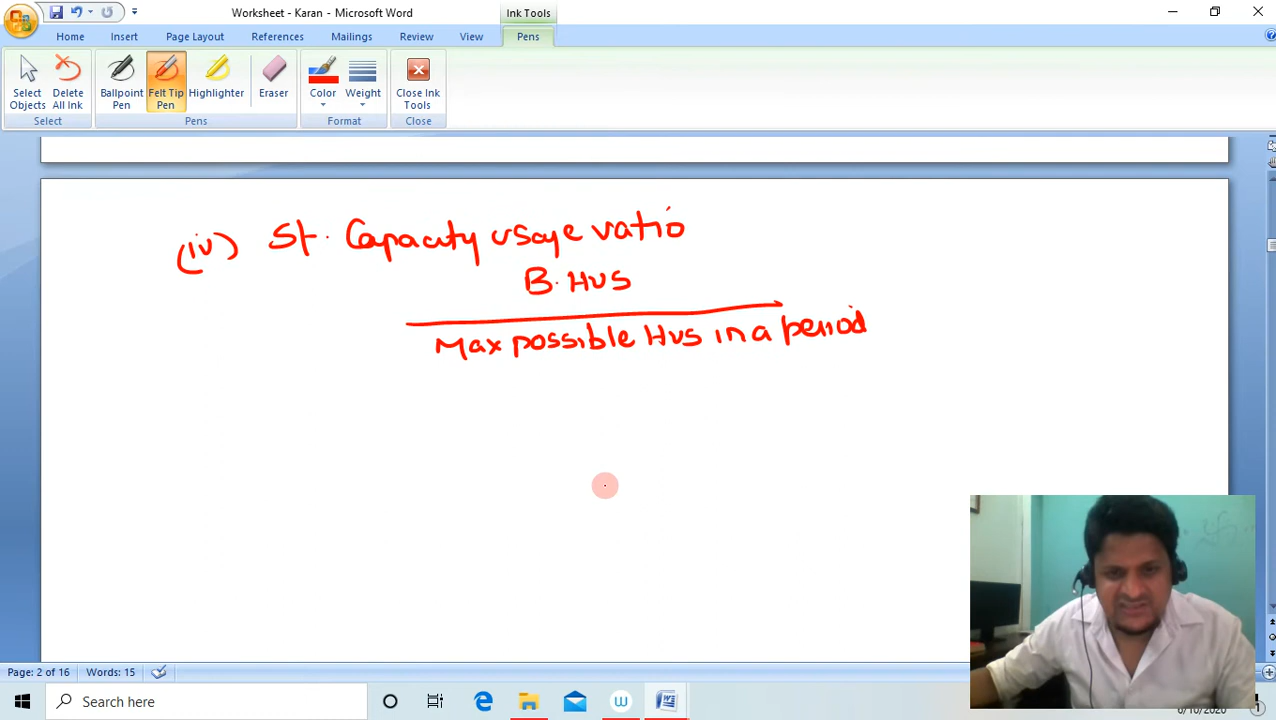 Worksheet - Karan - Microsoft Word
Ink Tools
Home Insert Page Layout References Mailings Review View Pens
Select Objects
Delete All Ink
Ballpoint Pen
Felt Tip Pen
Highlighter
Eraser
Color
Weight
Close Ink Tools
Select
Pens
Format
Close
(iv) St. Capacity usage ratio
B. Hrs
Max possible Hrs in a period
Page: 2 of 16
Words: 15
Search here